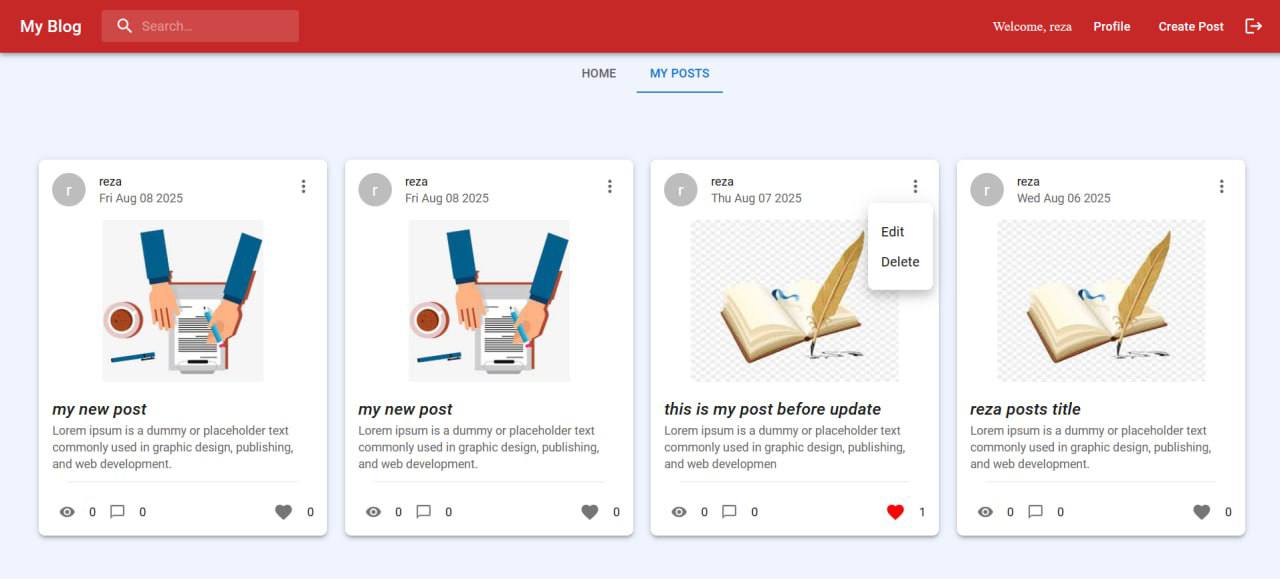 My Blog
Search...
Welcome, reza
Profile
Create Post
HOME
MY POSTS
r
reza
Fri Aug 08 2025
my new post
Lorem ipsum is a dummy or placeholder text
commonly used in graphic design, publishing,
and web development.
0
0
0
r
reza
Fri Aug 08 2025
my new post
Lorem ipsum is a dummy or placeholder text
commonly used in graphic design, publishing,
and web development.
0
0
0
r
reza
Thu Aug 07 2025
Edit
Delete
this is my post before update
Lorem ipsum is a dummy or placeholder text
commonly used in graphic design, publishing,
and web developmen
0
0
1
r
reza
Wed Aug 06 2025
reza posts title
Lorem ipsum is a dummy or placeholder text
commonly used in graphic design, publishing,
and web development.
0
0
0